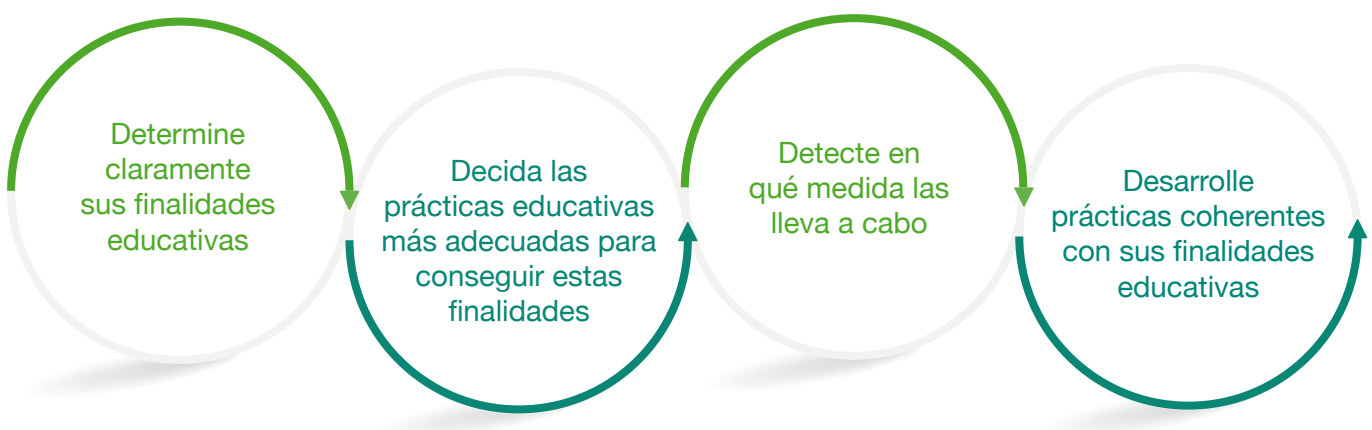 Determine
claramente
sus finalidades
educativas
Decida las
prácticas educativas
más adecuadas para
conseguir estas
finalidades
Detecte en
qué medida las
lleva a cabo
Desarrolle
prácticas coherentes
con sus finalidades
educativas